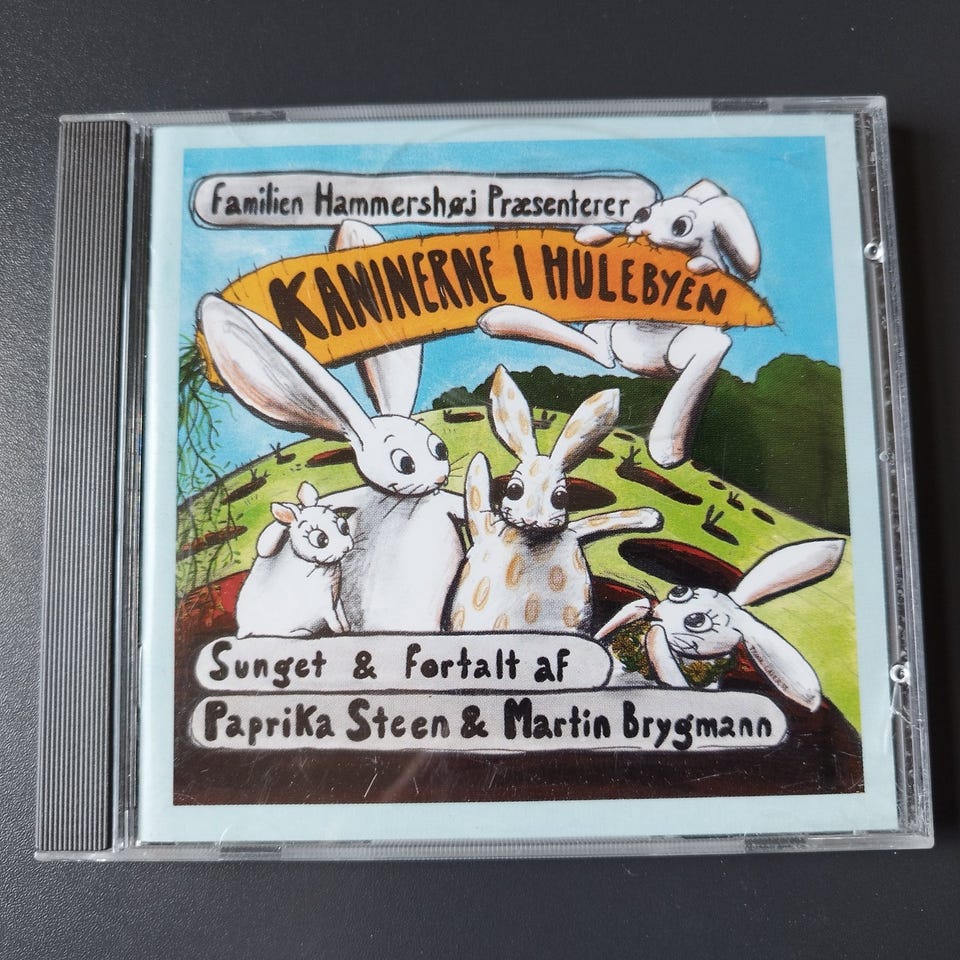 Familien Hammershøj Præsenterer
KANINERNE I HULEBYEN
Sunget & Fortalt af
Paprika Steen & Martin Brygmann